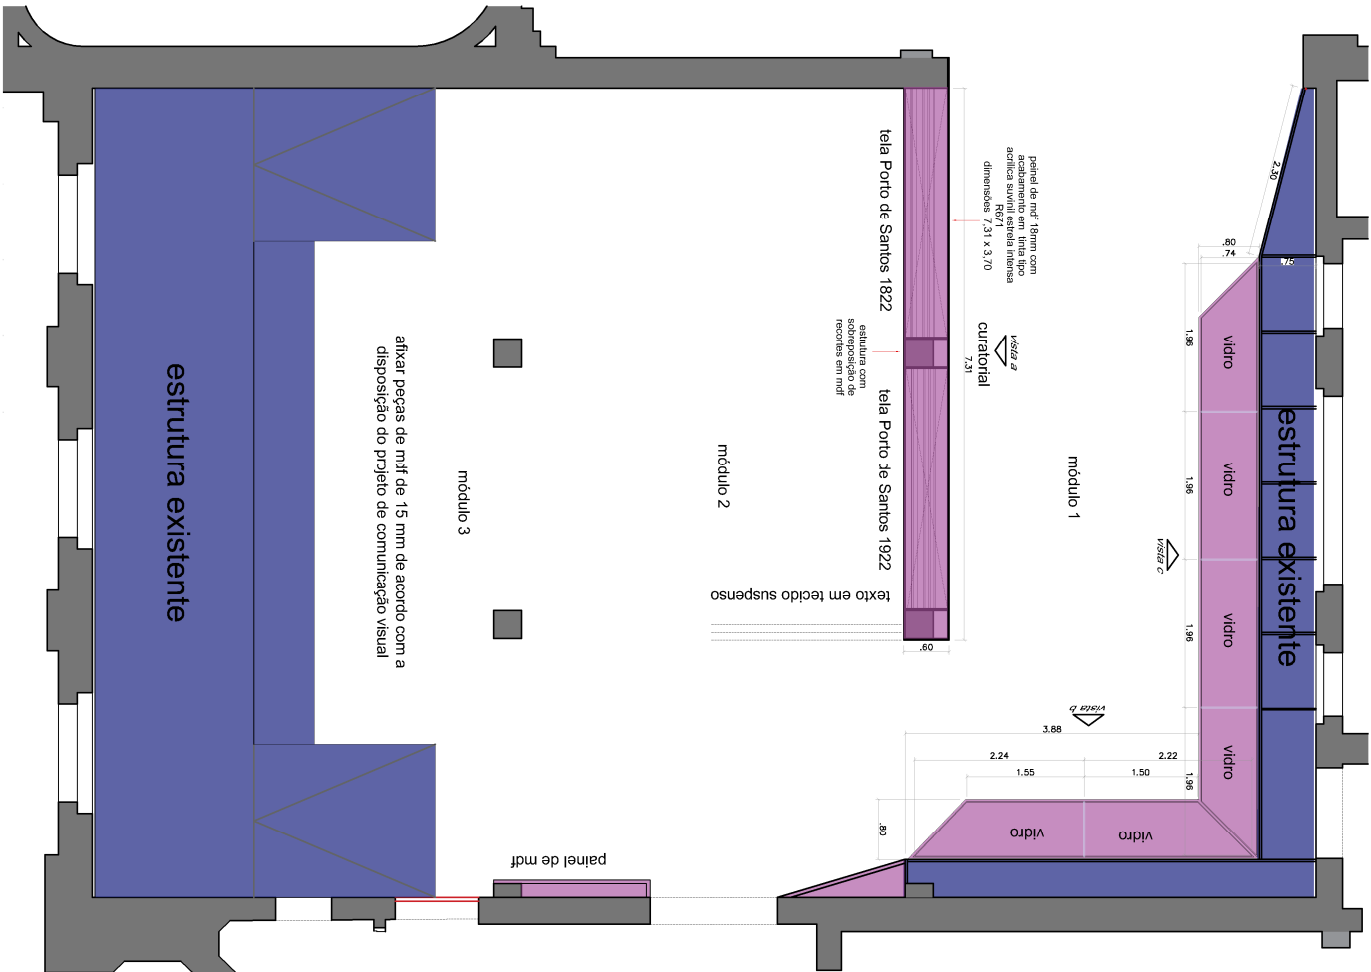 painel de mdf 18mm com
acabamento em tinta tipo
acrílica suvinil estrela intensa
R671
dimensões 7,31 x 3,70
tela Porto de Santos 1822
estrutura com
sobreposição de
recortes em mdf
curatorial
7.31
vista a
tela Porto de Santos 1922
texto em tecido suspenso
.60
módulo 1
módulo 2
módulo 3
afixar peças de mdf de 15 mm de acordo com a
disposição do projeto de comunicação visual
estrutura existente
estrutura existente
2.30
.80
.74
.75
1.96
1.96
1.96
1.96
vidro
vidro
vidro
vidro
vista c
vista b
3.88
2.24
2.22
1.55
1.50
.80
vidro
vidro
painel de mdf